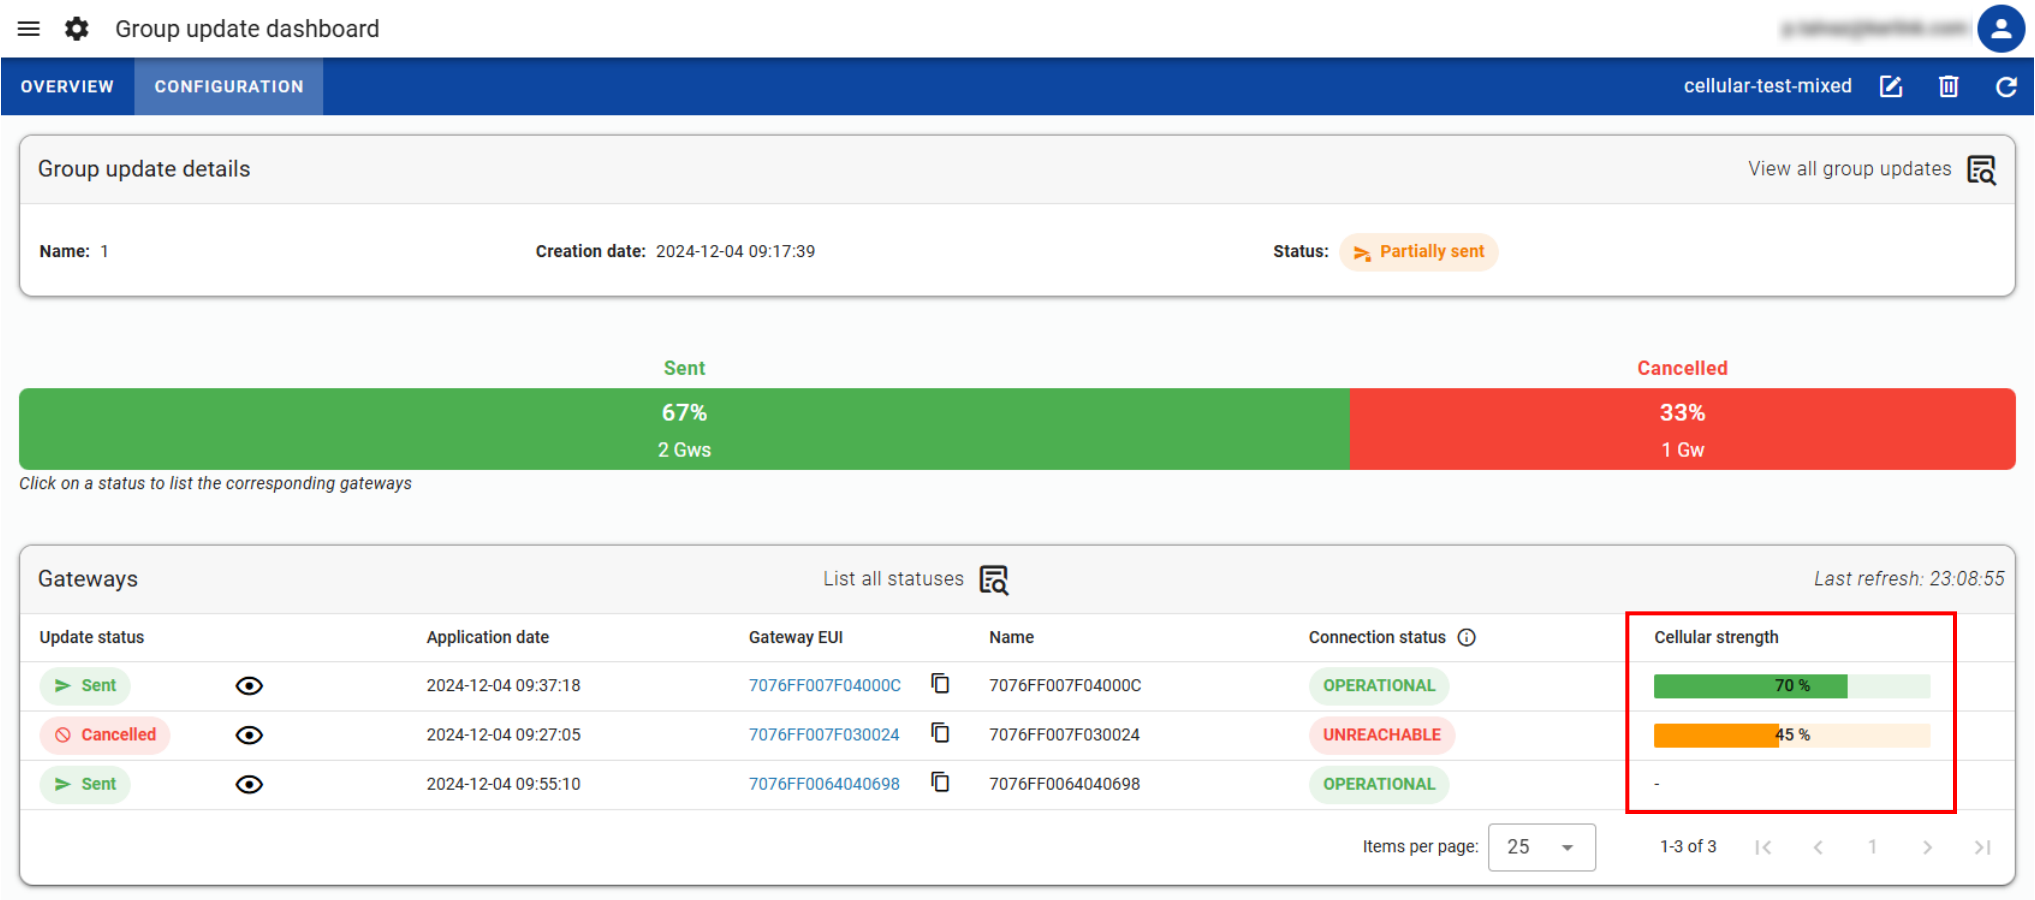 Group update dashboard
OVERVIEW CONFIGURATION cellular-test-mixed
Group update details View all group updates
Name: 1 Creation date: 2024-12-04 09:17:39 Status: Partially sent
Sent Cancelled
67% 33%
2 Gws 1 Gw
Click on a status to list the corresponding gateways
Gateways List all statuses Last refresh: 23:08:55
Update status Application date Gateway EUI Name Connection status Cellular strength
Sent 2024-12-04 09:37:18 7076FF007F04000C 7076FF007F04000C OPERATIONAL 70 %
Cancelled 2024-12-04 09:27:05 7076FF007F030024 7076FF007F030024 UNREACHABLE 45 %
Sent 2024-12-04 09:55:10 7076FF0064040698 7076FF0064040698 OPERATIONAL -
Items per page: 25 1-3 of 3 1